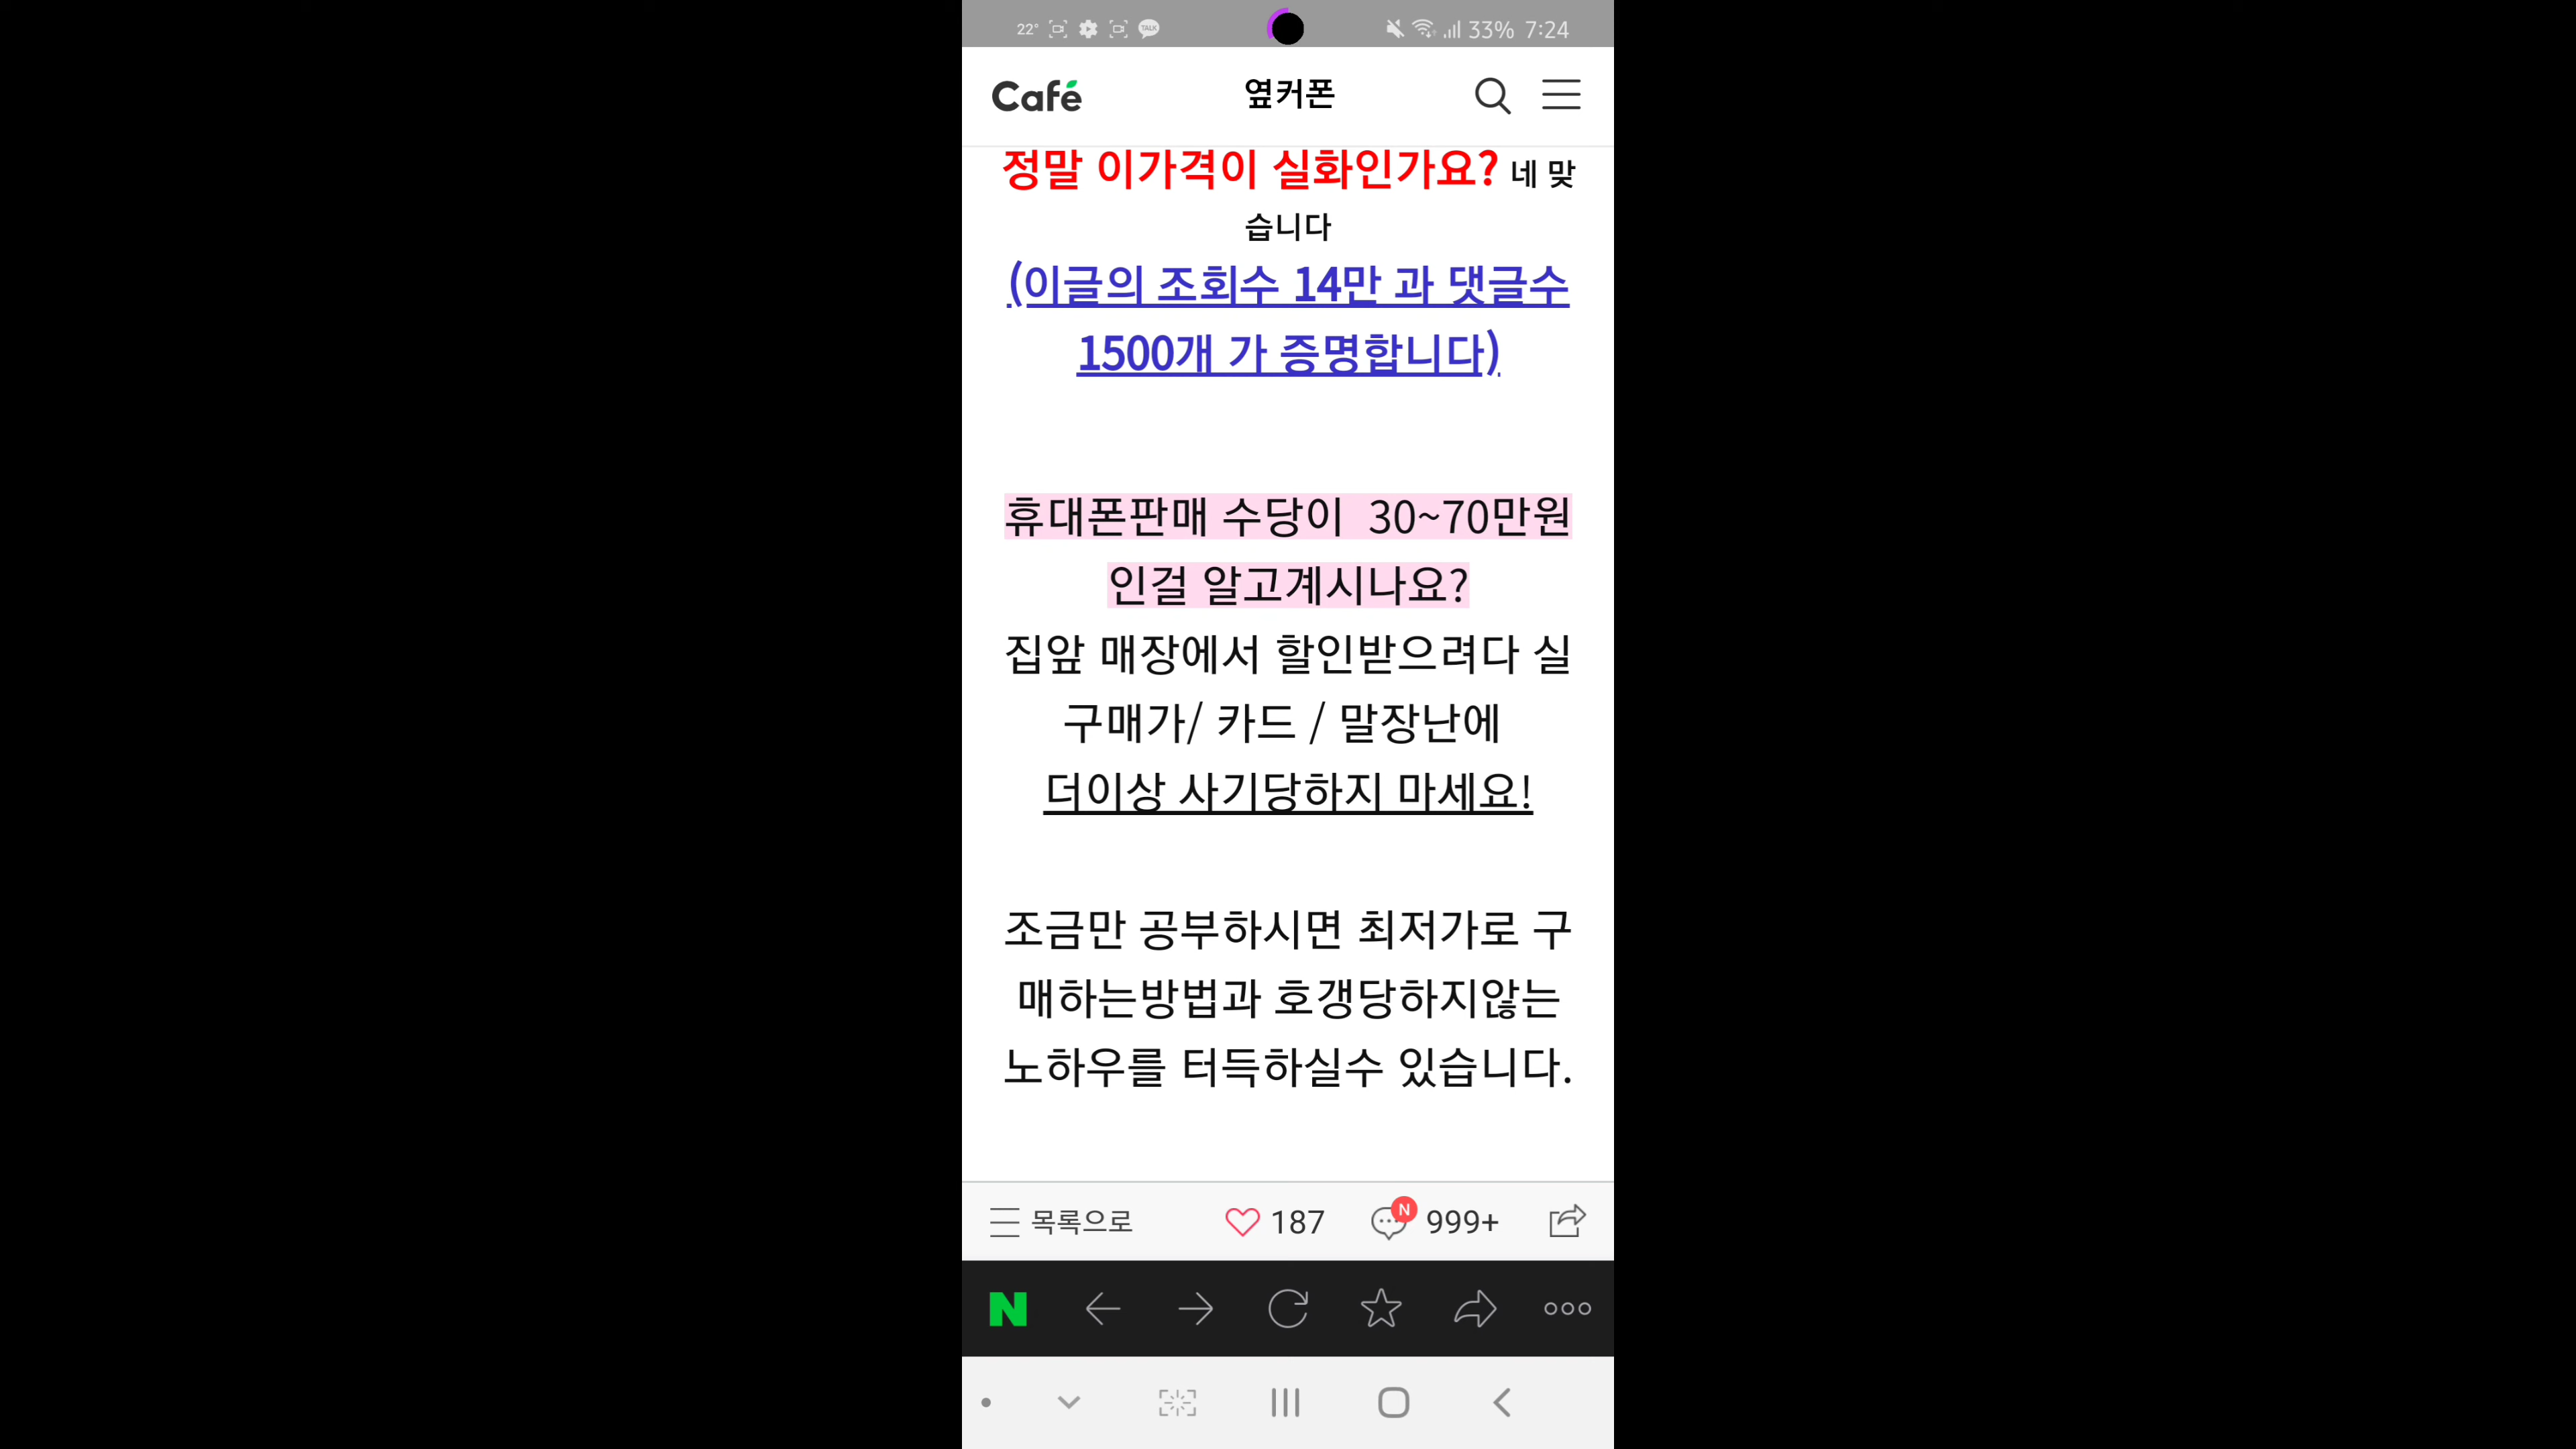 22° TALK 33% 7:24
Café 옆커폰
정말 이가격이 실화인가요? 네 맞
습니다
(이글의 조회수 14만 과 댓글수
1500개 가 증명합니다)
휴대폰판매 수당이 30~70만원
인걸 알고계시나요?
집앞 매장에서 할인받으려다 실
구매가/ 카드 / 말장난에
더이상 사기당하지 마세요!
조금만 공부하시면 최저가로 구
매하는방법과 호갱당하지않는
노하우를 터득하실수 있습니다.
목록으로 187 N 999+
N